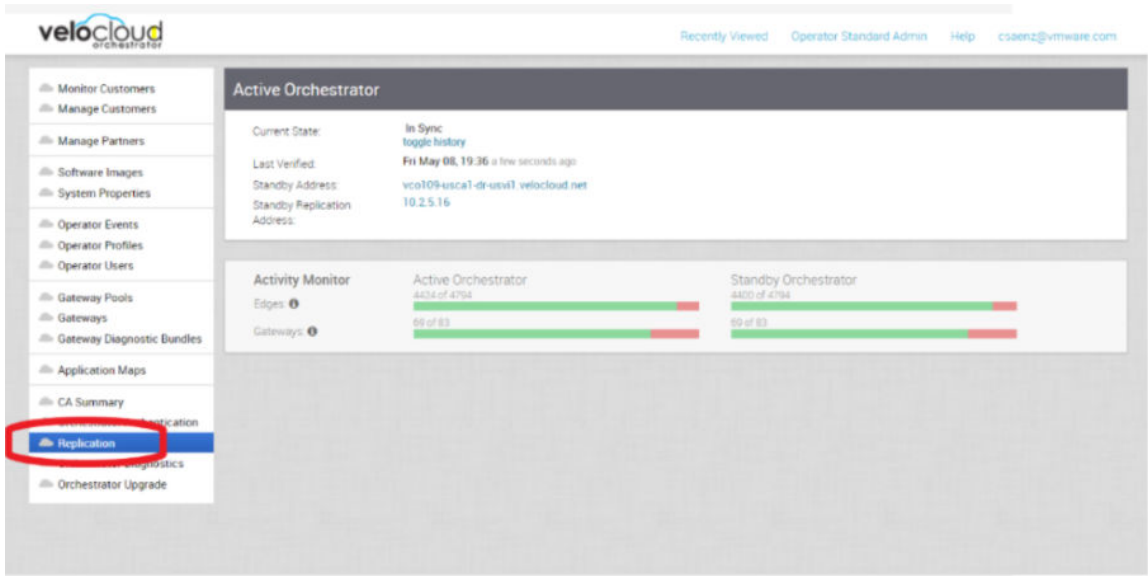 velocloud
orchestrator
Recently Viewed Operator Standard Admin Help csaenz@vmware.com
Monitor Customers
Manage Customers
Manage Partners
Software Images
System Properties
Operator Events
Operator Profiles
Operator Users
Gateway Pools
Gateways
Gateway Diagnostic Bundles
Application Maps
CA Summary
Replication
Orchestrator Upgrade
Active Orchestrator
Current State: In Sync
toggle history
Last Verified: Fri May 08, 19:36 a few seconds ago
Standby Address: vco109-usca1-dr-usvi1.velocloud.net
Standby Replication 10.2.5.16
Address:
Activity Monitor Active Orchestrator Standby Orchestrator
4424 of 4794 4400 of 4794
Edges:
69 of 83 69 of 83
Gateways: